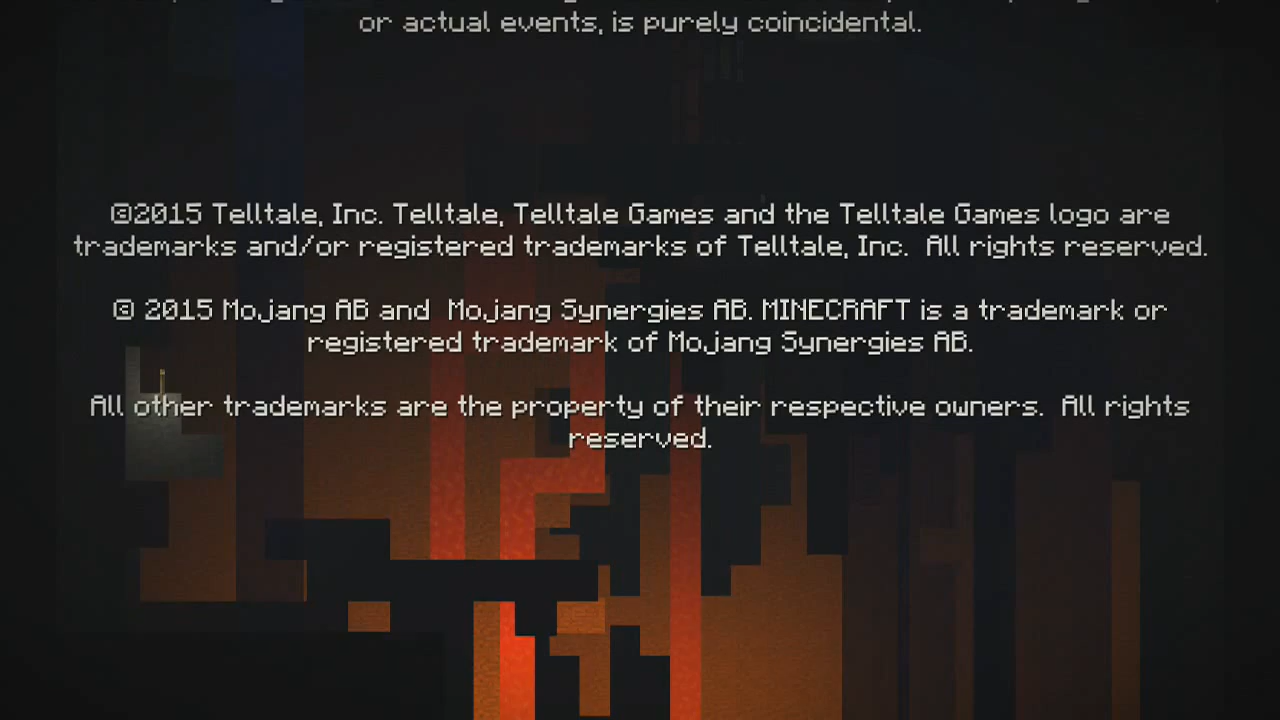 or actual events, is purely coincidental.
©2015 Telltale, Inc. Telltale, Telltale Games and the Telltale Games logo are
trademarks and/or registered trademarks of Telltale, Inc.  All rights reserved.
© 2015 Mojang AB and  Mojang Synergies AB. MINECRAFT is a trademark or
registered trademark of Mojang Synergies AB.
All other trademarks are the property of their respective owners.  All rights
reserved.